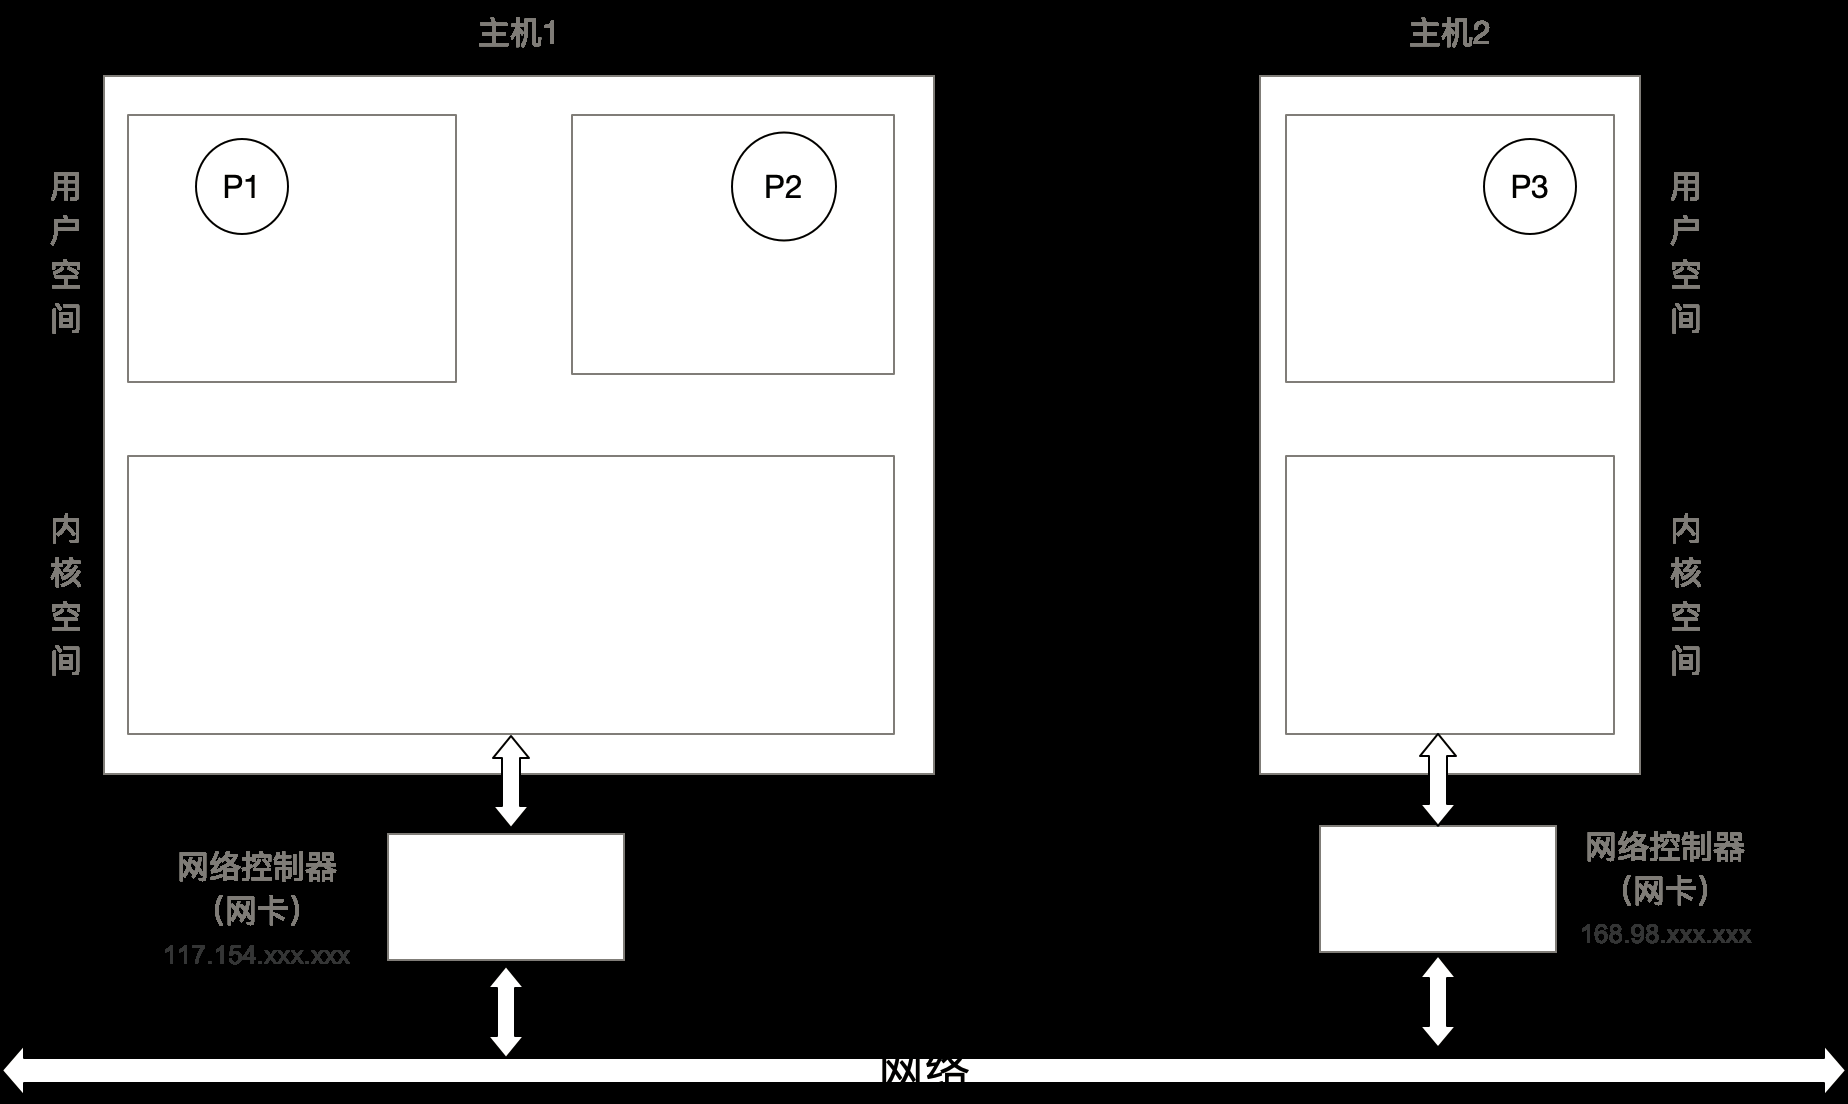 主机1
主机2
P1
P2
P3
用户空间
用户空间
内核空间
内核空间
网络控制器
（网卡）
117.154.xxx.xxx
网络控制器
（网卡）
168.98.xxx.xxx
网络